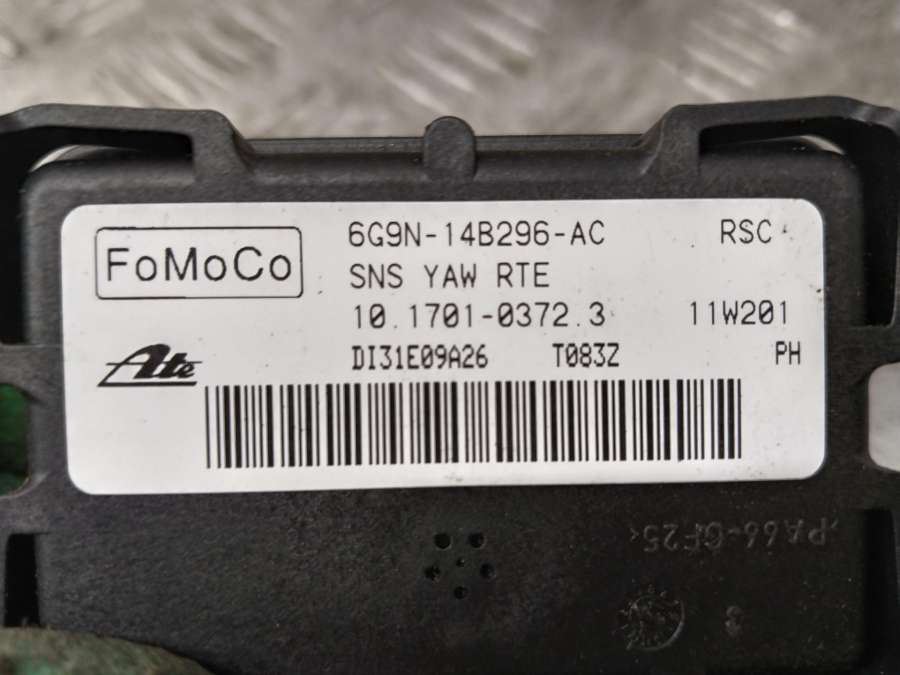 FoMoCo
6G9N-14B296-AC RSC
SNS YAW RTE
10.1701-0372.3 11W201
Ate
DI31E09A26 T083Z PH
>PA66-GF25<
3